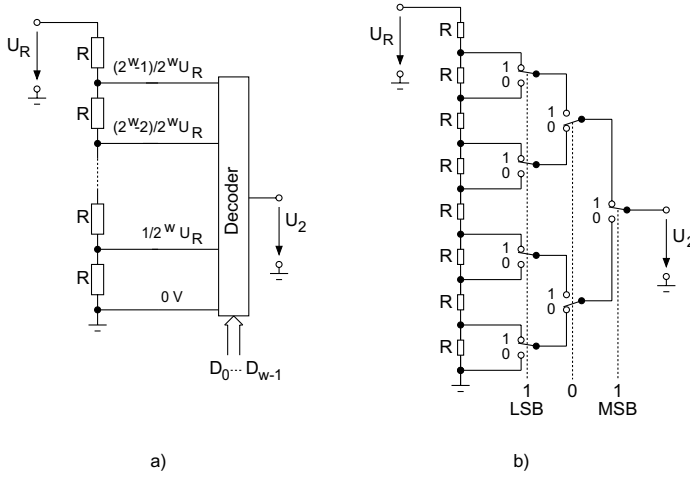 U_R
R
(2^w-1)/2^w U_R
R
(2^w-2)/2^w U_R
Decoder
U_2
R
1/2^w U_R
R
0 V
D_0... D_w-1
a)
U_R
R
R
1
0
R
1
0
R
1
0
R
1
0
R
1
0
U_2
R
1
0
R
R
1
0
1 0 1
LSB MSB
b)